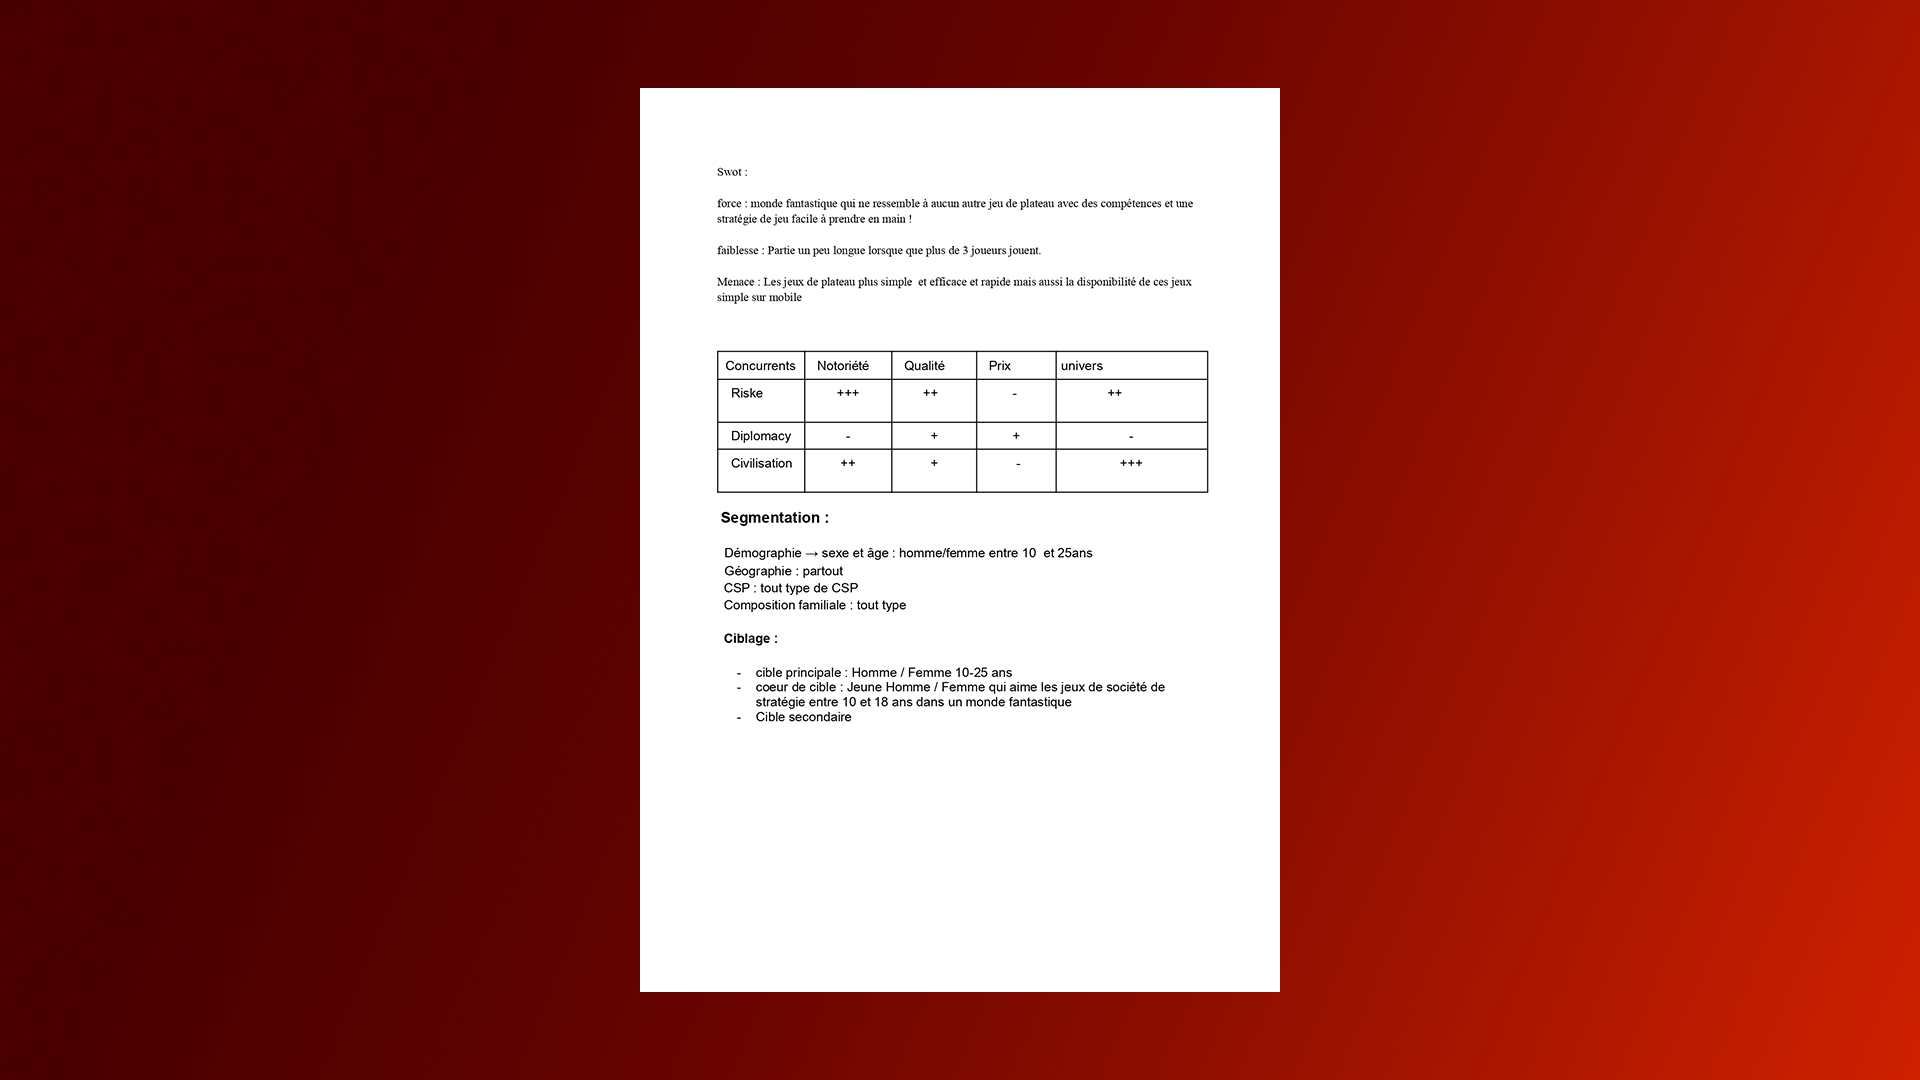 Swot :
force : monde fantastique qui ne ressemble à aucun autre jeu de plateau avec des compétences et une
stratégie de jeu facile à prendre en main !
faiblesse : Partie un peu longue lorsque que plus de 3 joueurs jouent.
Menace : Les jeux de plateau plus simple  et efficace et rapide mais aussi la disponibilité de ces jeux
simple sur mobile
Concurrents Notoriété Qualité Prix univers
Riske +++ ++ - ++
Diplomacy - + + -
Civilisation ++ + - +++
Segmentation :
Démographie → sexe et âge : homme/femme entre 10  et 25ans
Géographie : partout
CSP : tout type de CSP
Composition familiale : tout type
Ciblage :
- cible principale : Homme / Femme 10-25 ans
- coeur de cible : Jeune Homme / Femme qui aime les jeux de société de
stratégie entre 10 et 18 ans dans un monde fantastique
- Cible secondaire